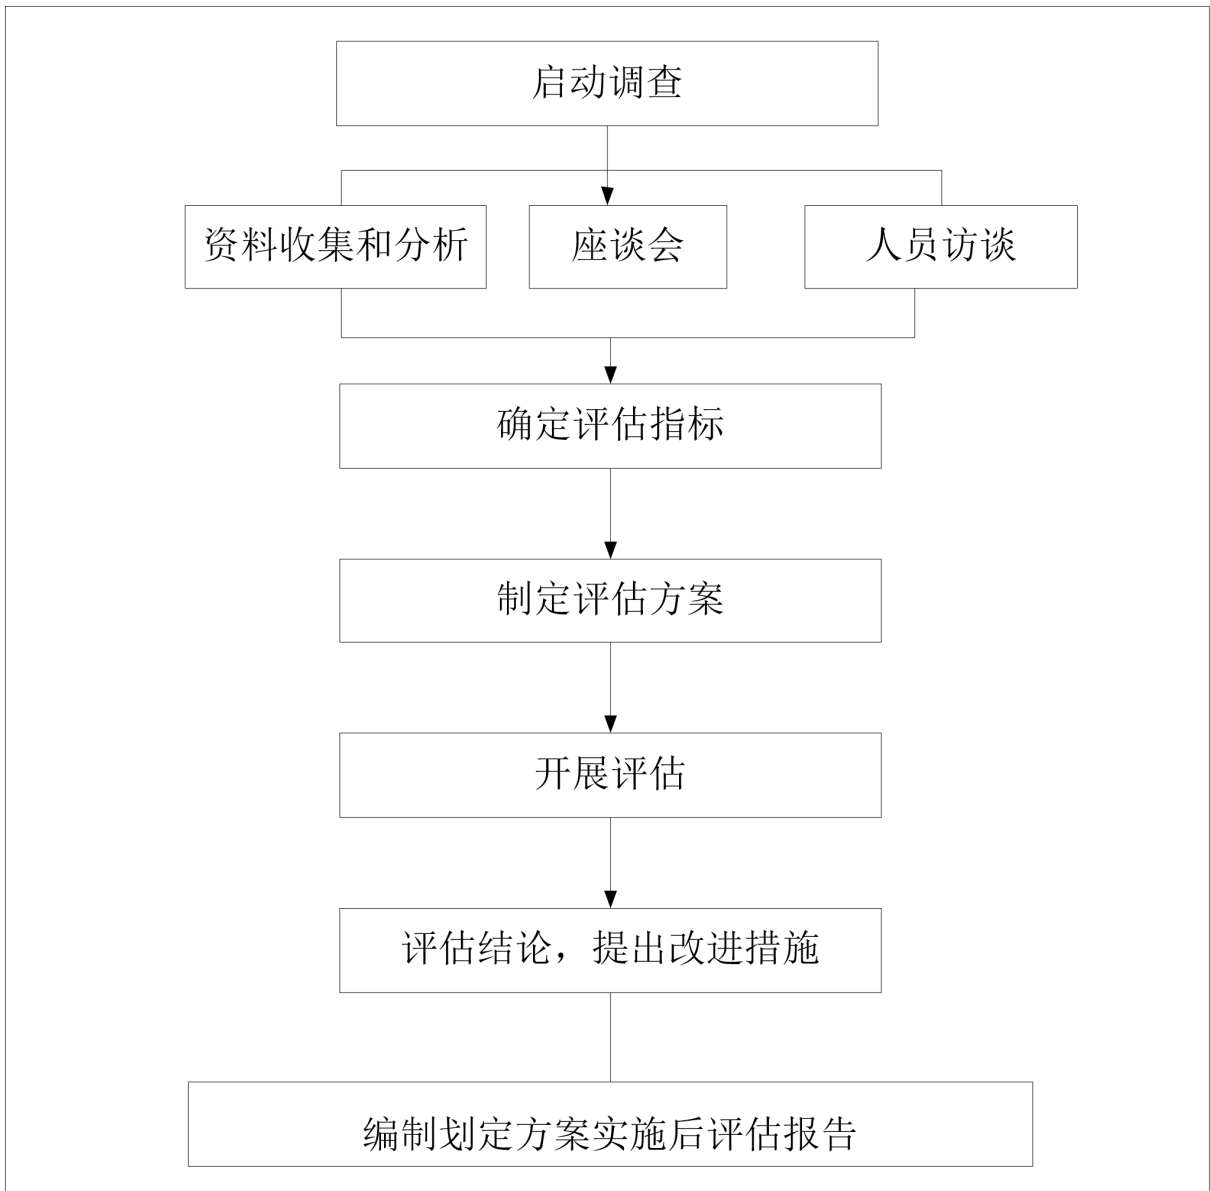 启动调查
资料收集和分析
座谈会
人员访谈
确定评估指标
制定评估方案
开展评估
评估结论，提出改进措施
编制划定方案实施后评估报告